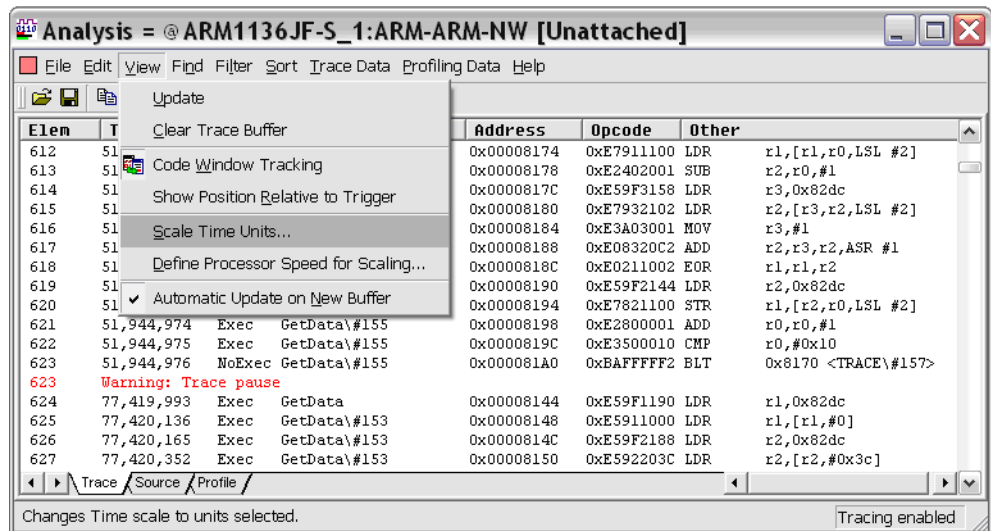 Analysis = @ARM1136JF-S_1:ARM-ARM-NW [Unattached]
File Edit View Find Filter Sort Trace Data Profiling Data Help
Update
Clear Trace Buffer
Code Window Tracking
Show Position Relative to Trigger
Scale Time Units...
Define Processor Speed for Scaling...
Automatic Update on New Buffer
Elem T Address Opcode Other
612 51 0x00008174 0xE7911100 LDR r1,[r1,r0,LSL #2]
613 51 0x00008178 0xE2402001 SUB r2,r0,#1
614 51 0x0000817C 0xE59F3158 LDR r3,0x82dc
615 51 0x00008180 0xE7932102 LDR r2,[r3,r2,LSL #2]
616 51 0x00008184 0xE3A03001 MOV r3,#1
617 51 0x00008188 0xE08320C2 ADD r2,r3,r2,ASR #1
618 51 0x0000818C 0xE0211002 EOR r1,r1,r2
619 51 0x00008190 0xE59F2144 LDR r2,0x82dc
620 51 0x00008194 0xE7821100 STR r1,[r2,r0,LSL #2]
621 51,944,974 Exec GetData\#155 0x00008198 0xE2800001 ADD r0,r0,#1
622 51,944,975 Exec GetData\#155 0x0000819C 0xE3500010 CMP r0,#0x10
623 51,944,976 NoExec GetData\#155 0x000081A0 0xBAFFFFF2 BLT 0x8170 <TRACE\#157>
623 Warning: Trace pause
624 77,419,993 Exec GetData 0x00008144 0xE59F1190 LDR r1,0x82dc
625 77,420,136 Exec GetData\#153 0x00008148 0xE5911000 LDR r1,[r1,#0]
626 77,420,165 Exec GetData\#153 0x0000814C 0xE59F2188 LDR r2,0x82dc
627 77,420,352 Exec GetData\#153 0x00008150 0xE592203C LDR r2,[r2,#0x3c]
Trace Source Profile
Changes Time scale to units selected. Tracing enabled